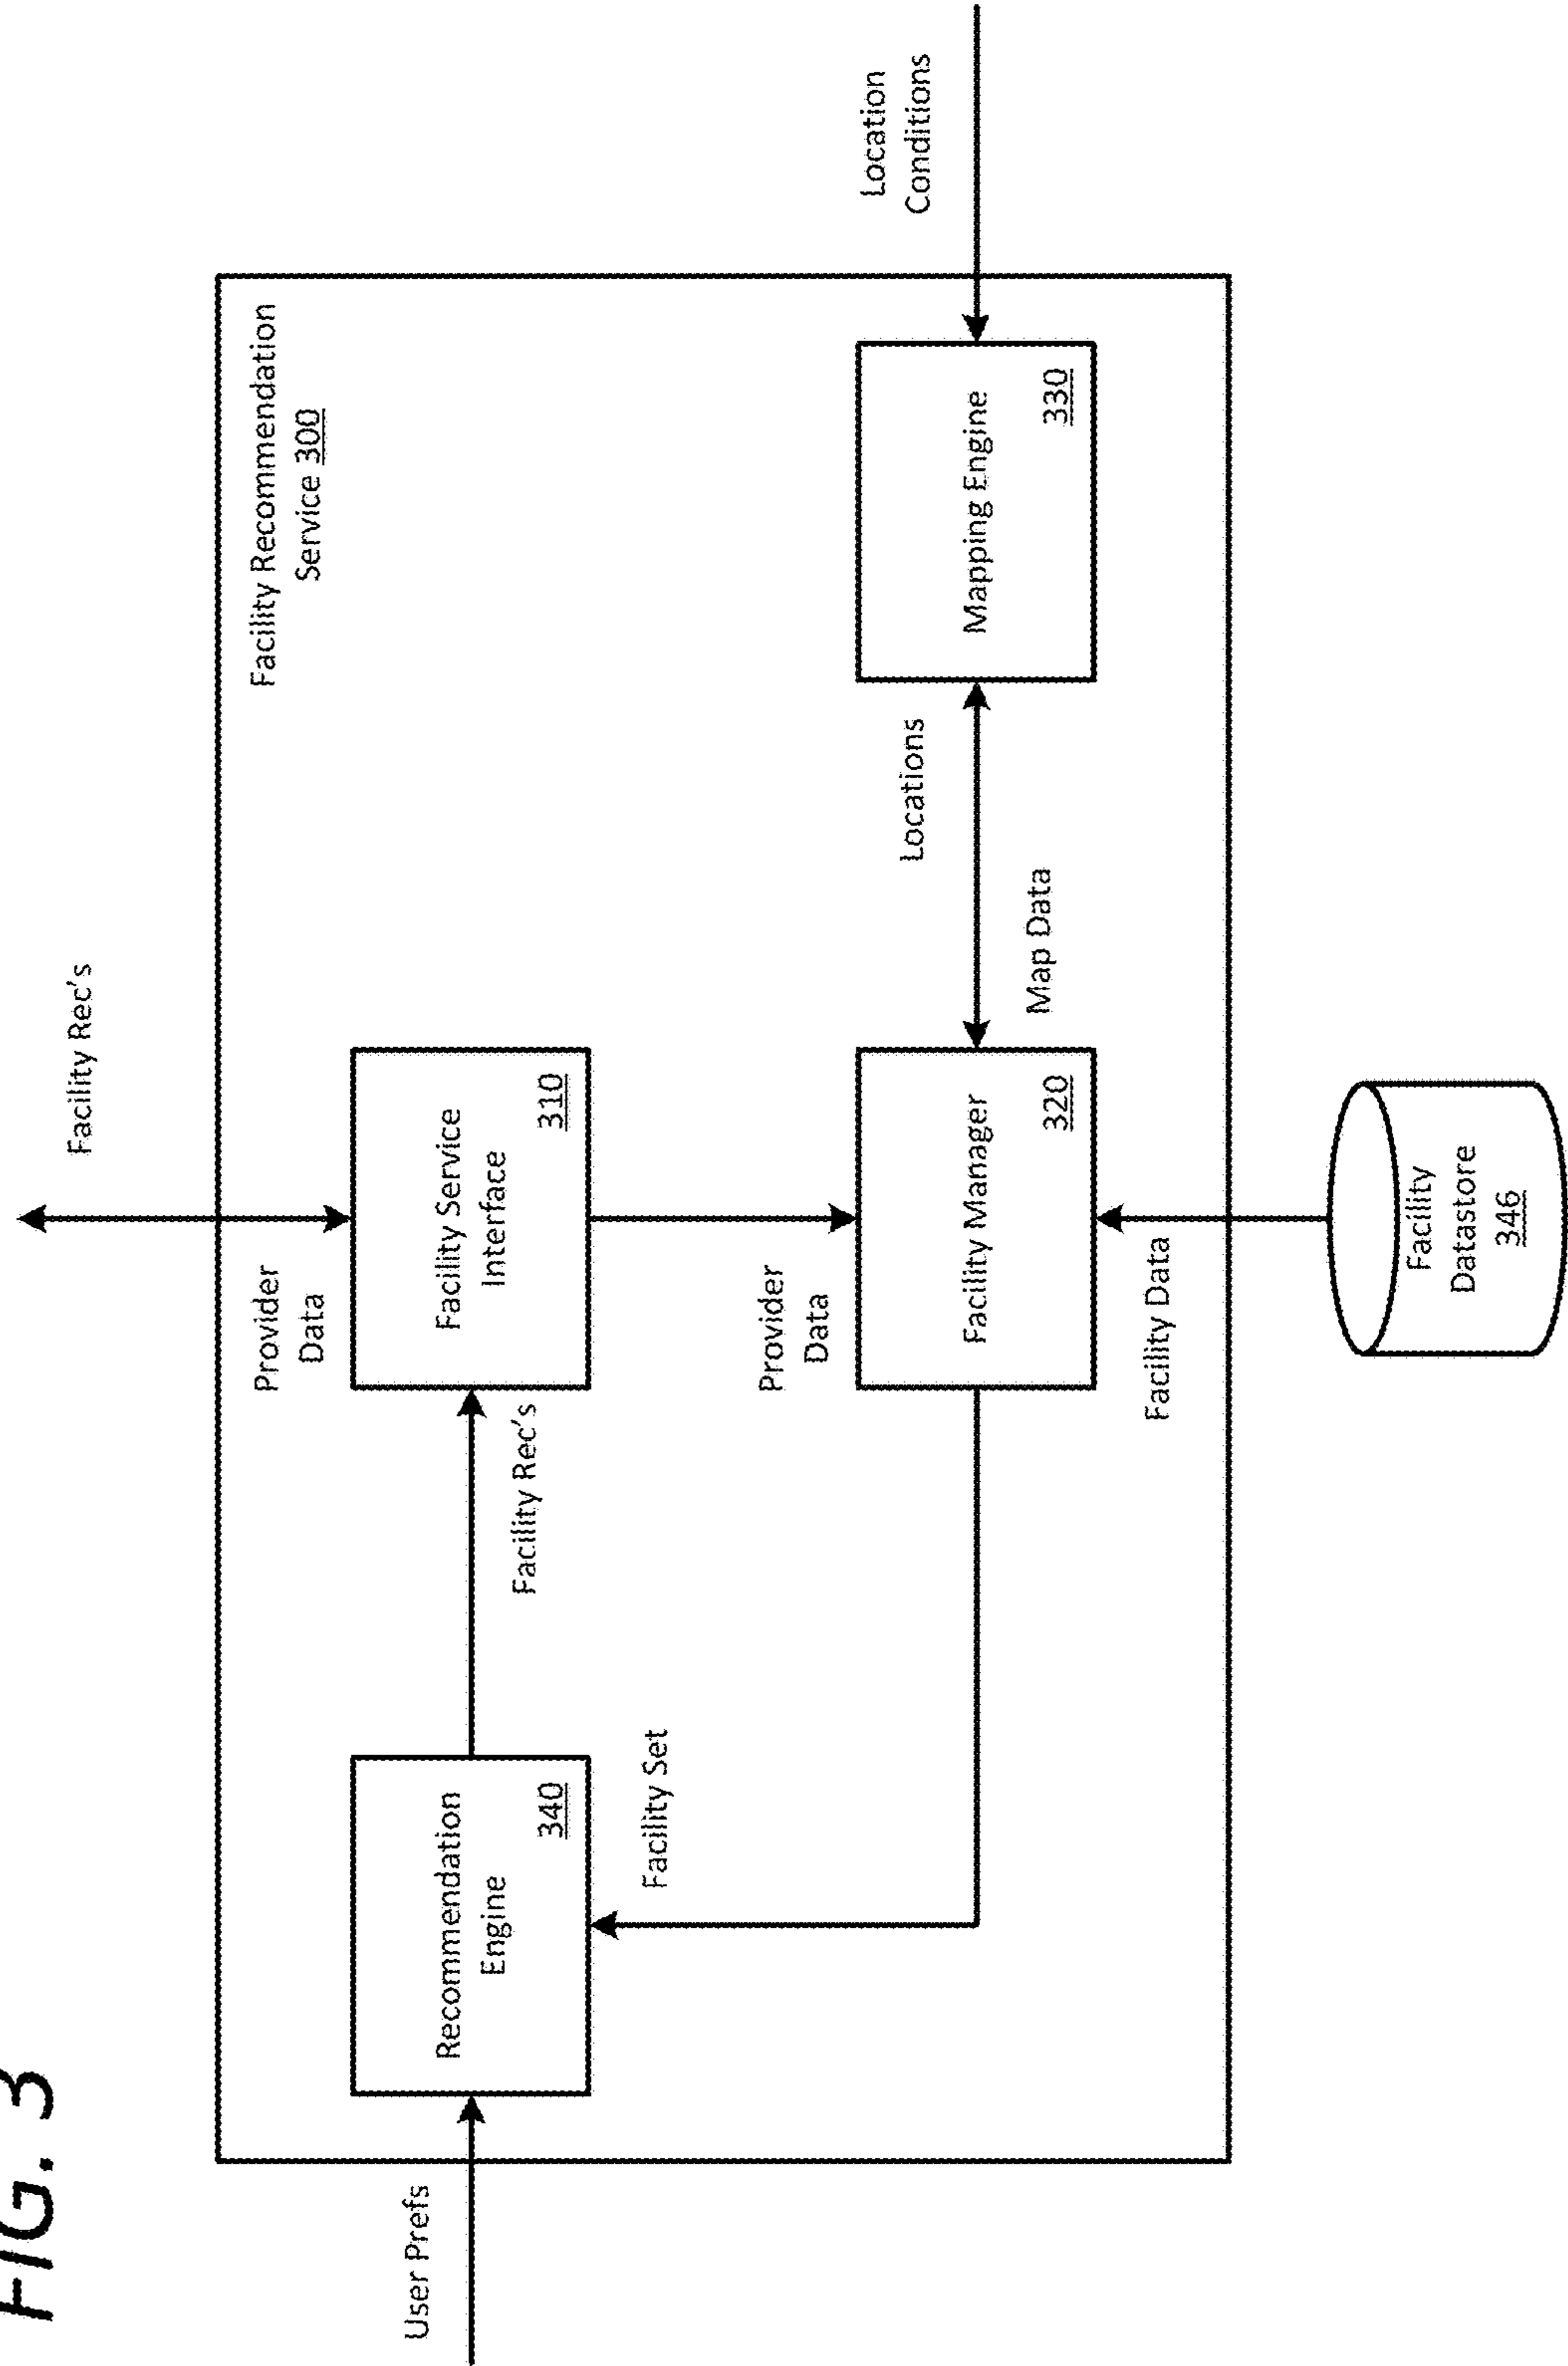 FIG. 3
Facility Rec's
Provider
Data
Facility Recommendation
Service 300
User Prefs
Recommendation
Engine
340
Facility Rec's
Facility Service
Interface
310
Facility Set
Provider
Data
Locations
Location
Conditions
Facility Manager
320
Map Data
Mapping Engine
330
Facility Data
Facility
Datastore
346